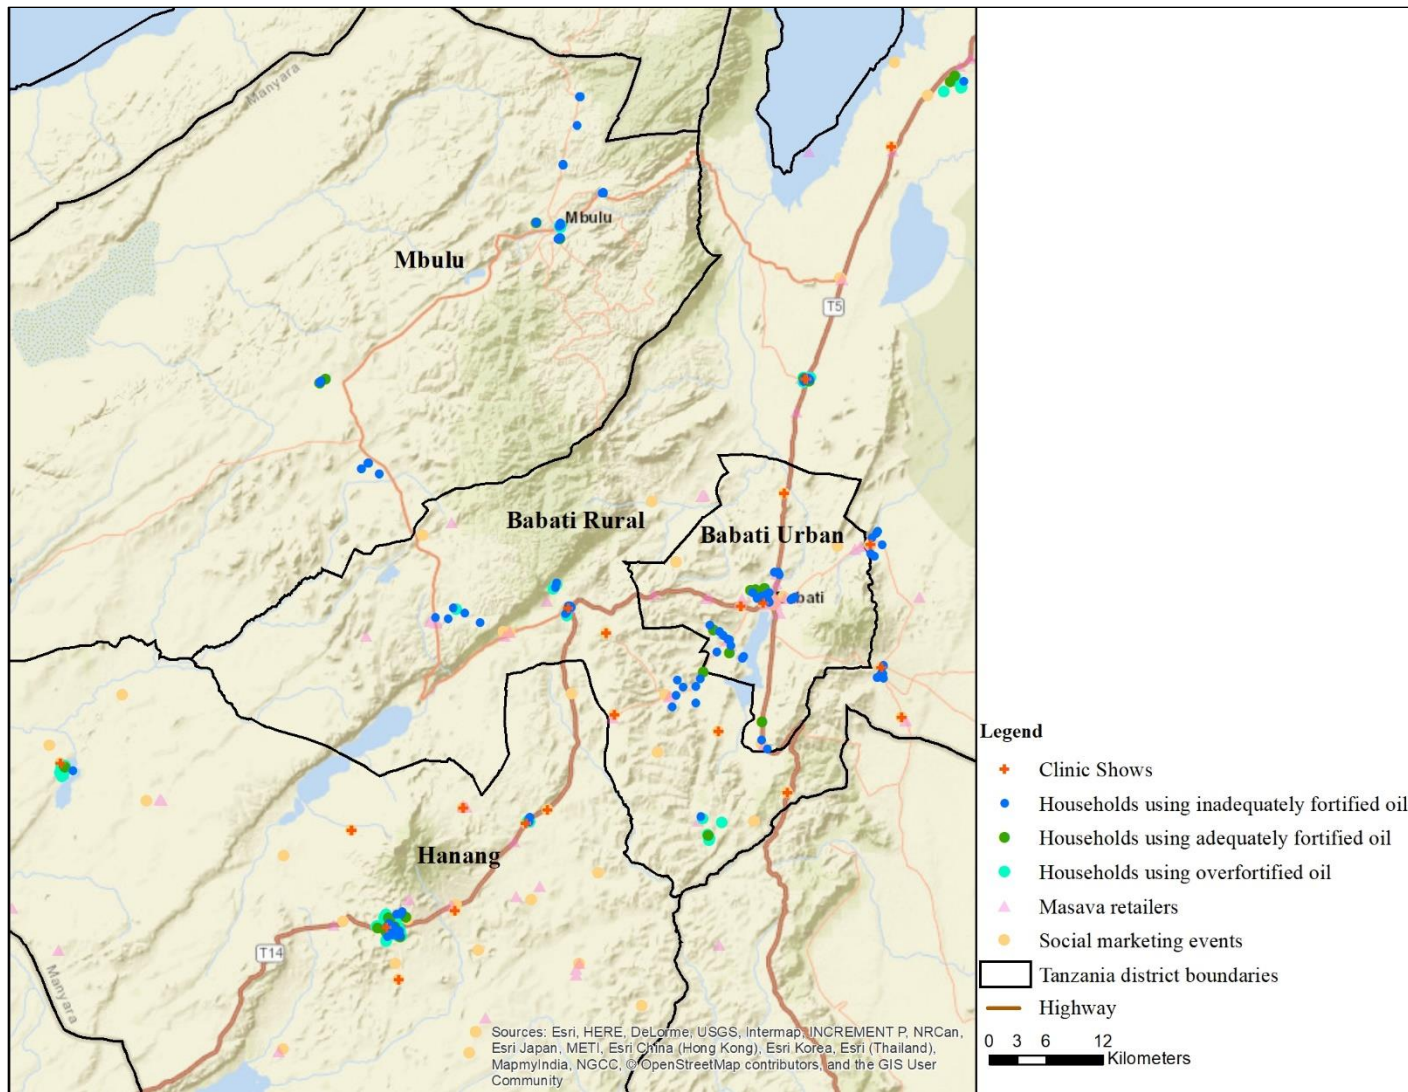 Manyara
Mbulu
Mbulu
T5
Babati Rural
Babati Urban
Hanang
T14
Manyara
Sources: Esri, HERE, DeLorme, USGS, Intermap, INCREMENT P, NRCan,
Esri Japan, METI, Esri China (Hong Kong), Esri Korea, Esri (Thailand),
MapmyIndia, NGCC, © OpenStreetMap contributors, and the GIS User
Community
Legend
Clinic Shows
Households using inadequately fortified oil
Households using adequately fortified oil
Households using overfortified oil
Masava retailers
Social marketing events
Tanzania district boundaries
Highway
0 3 6 12
Kilometers